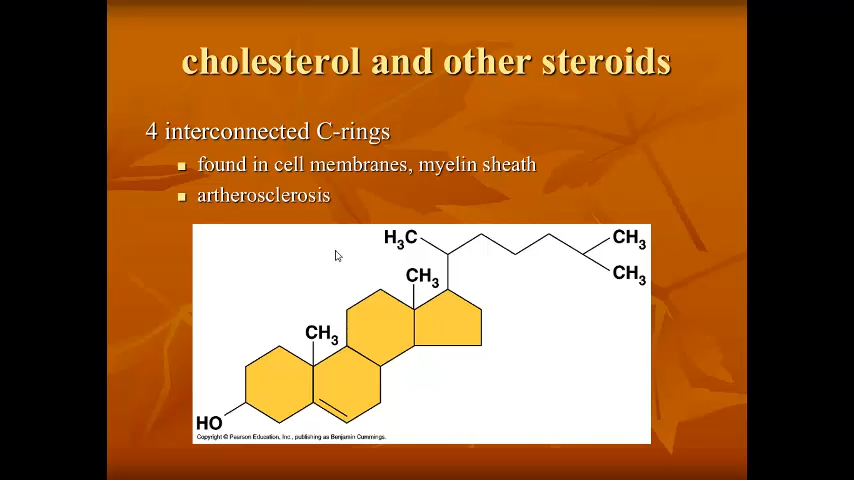 cholesterol and other steroids
4 interconnected C-rings
found in cell membranes, myelin sheath
artherosclerosis
H3C
CH3
CH3
CH3
CH3
HO
Copyright © Pearson Education, Inc., publishing as Benjamin Cummings.